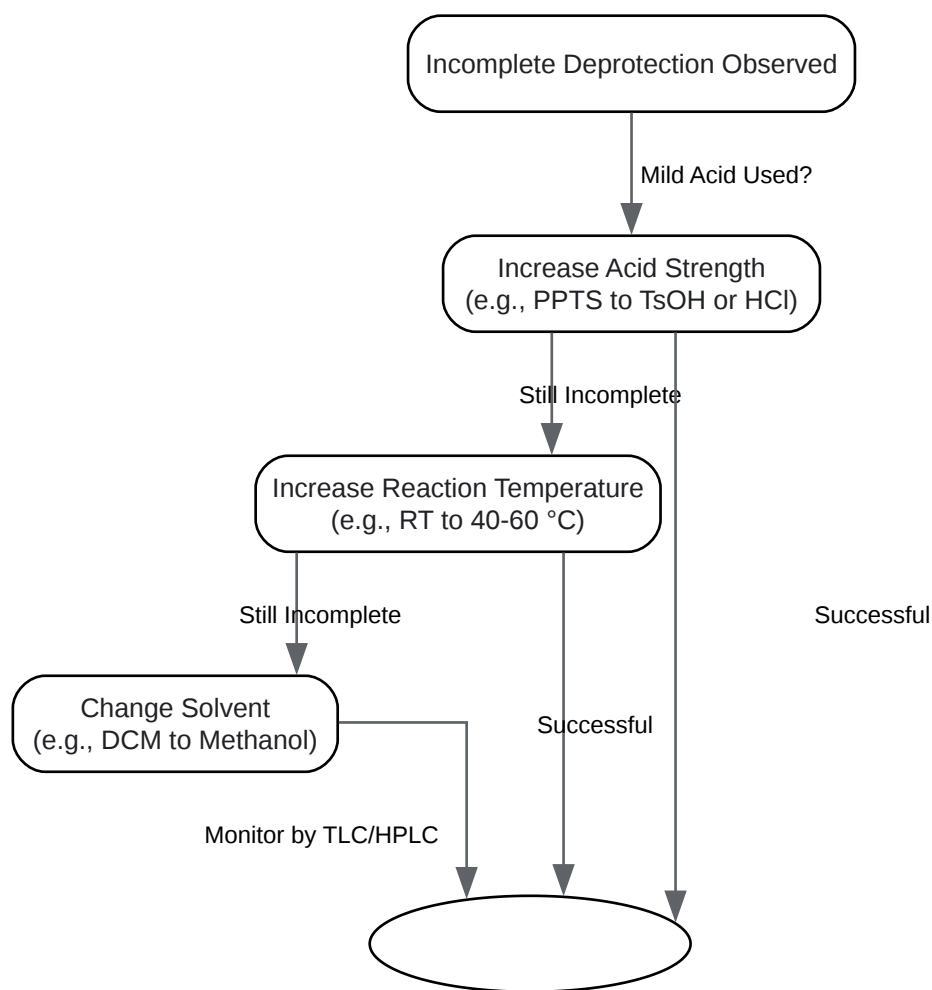 Incomplete Deprotection Observed
Mild Acid Used?
Increase Acid Strength
(e.g., PPTS to TsOH or HCl)
Still Incomplete
Increase Reaction Temperature
(e.g., RT to 40-60 °C)
Still Incomplete
Successful
Change Solvent
(e.g., DCM to Methanol)
Successful
Monitor by TLC/HPLC